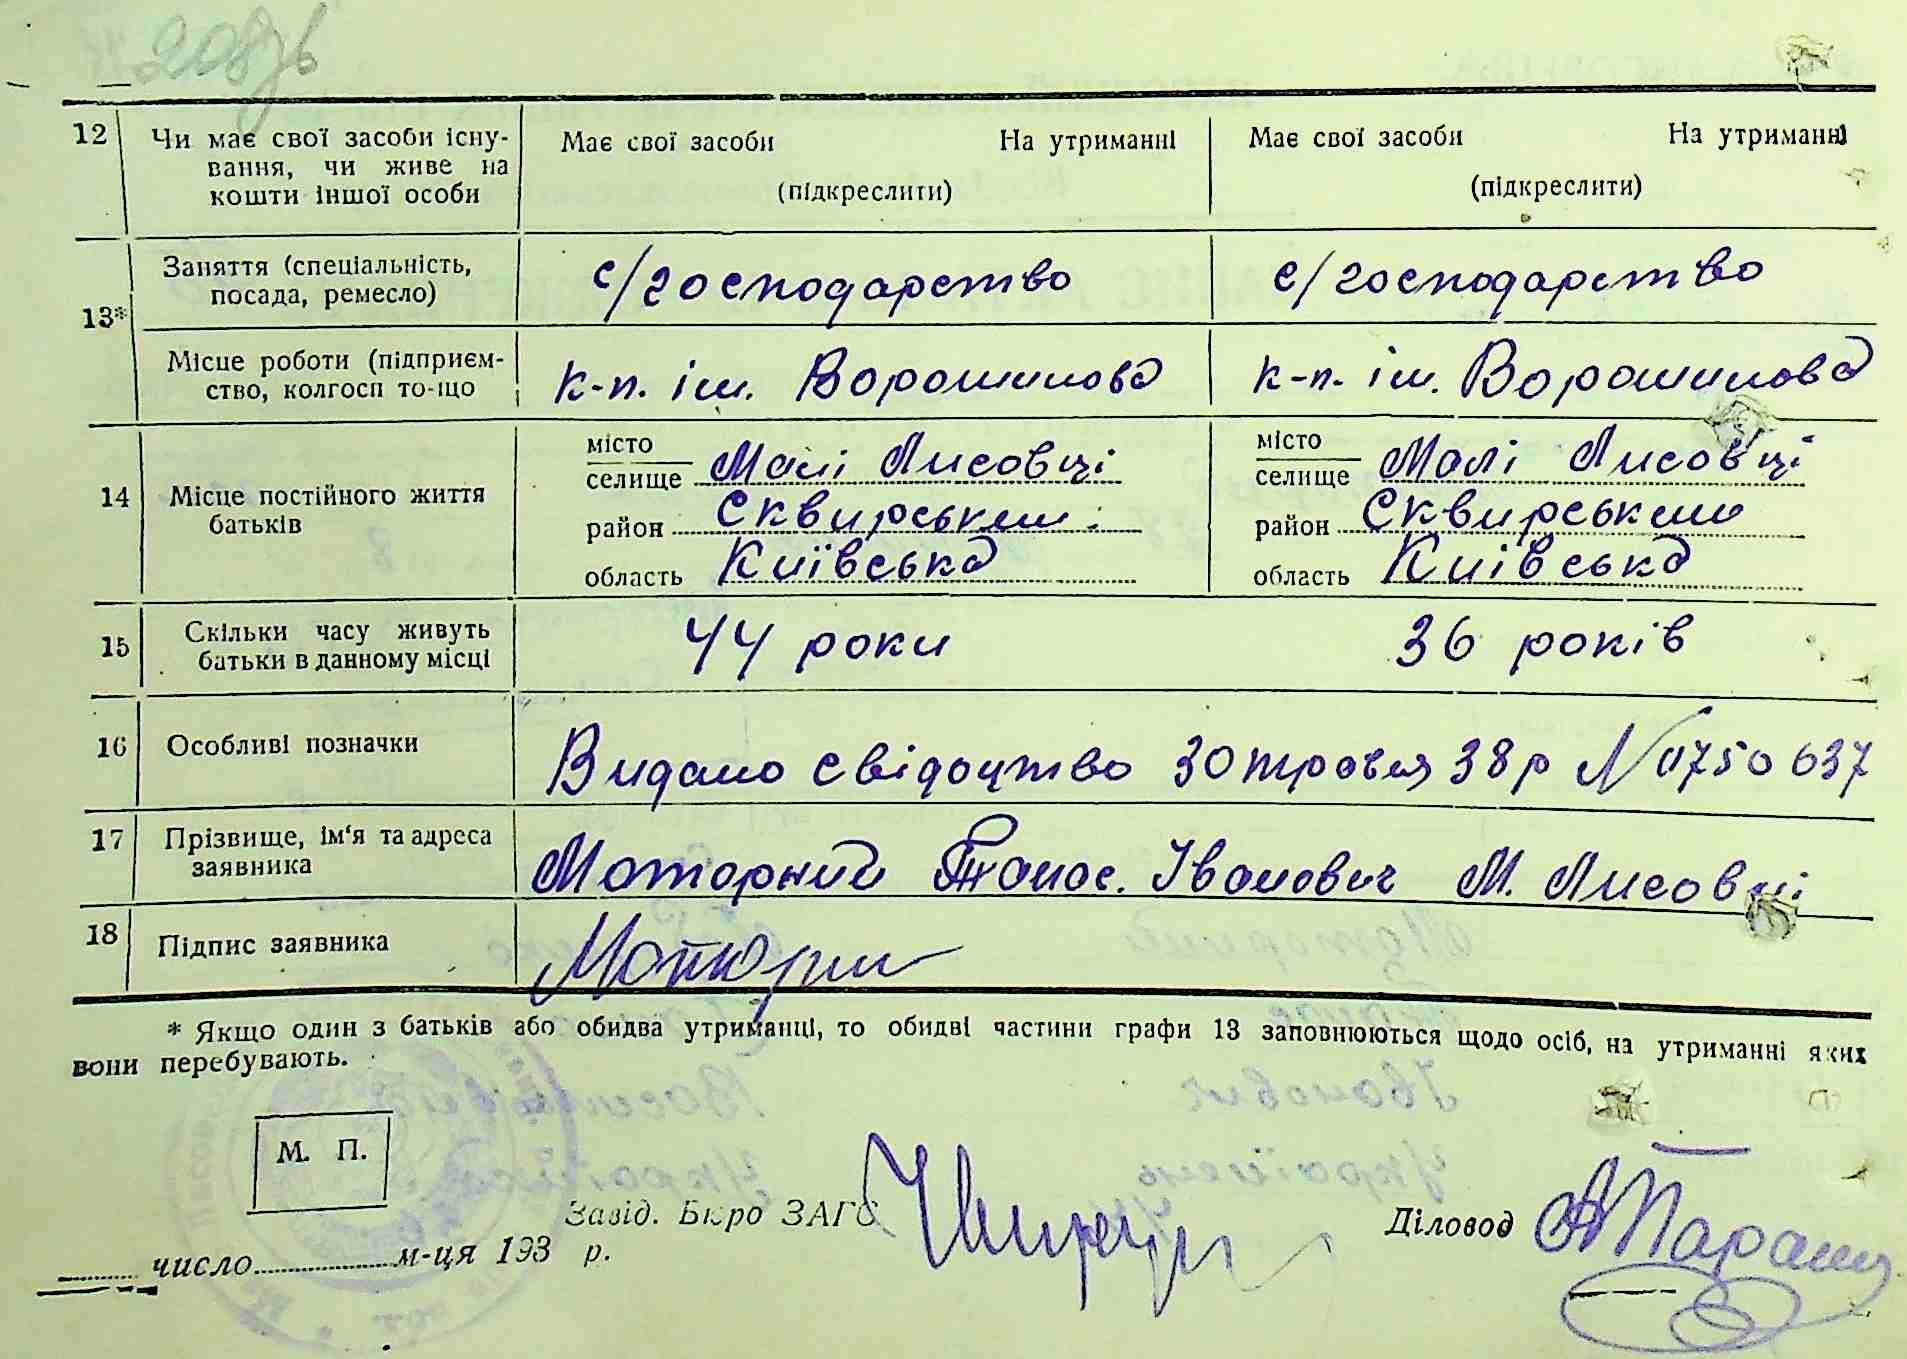 208зв
12 Чи має свої засоби існу-
вання, чи живе на
кошти іншої особи
Має свої засоби На утриманні
(підкреслити)
Має свої засоби На утриманні
(підкреслити)
13*
Заняття (спеціальність,
посада, ремесло)
с/господарство
с/господарство
Місце роботи (підприєм-
ство, колгосп то-що
к-п. ім. Ворошилова
к-п. ім. Ворошилова
14 Місце постійного життя
батьків
місто
селище Малі Лисовці
район Сквирський
область Київська
місто
селище Малі Лисовці
район Сквирський
область Київська
15 Скільки часу живуть
батьки в данному місці
44 роки
36 років
16 Особливі позначки
Видано свідоцтво 30 травня 38 р N 0750637
17 Прізвище, ім‘я та адреса
заявника
Моторний Панас. Іванович М. Лисовці
18 Підпис заявника
* Якщо один з батьків або обидва утриманці, то обидві частини графи 13 заповнюються щодо осіб, на утриманні яких
вони перебувають.
М. П.
Завід. Бюро ЗАГС
Діловод
число м-ця 193 р.